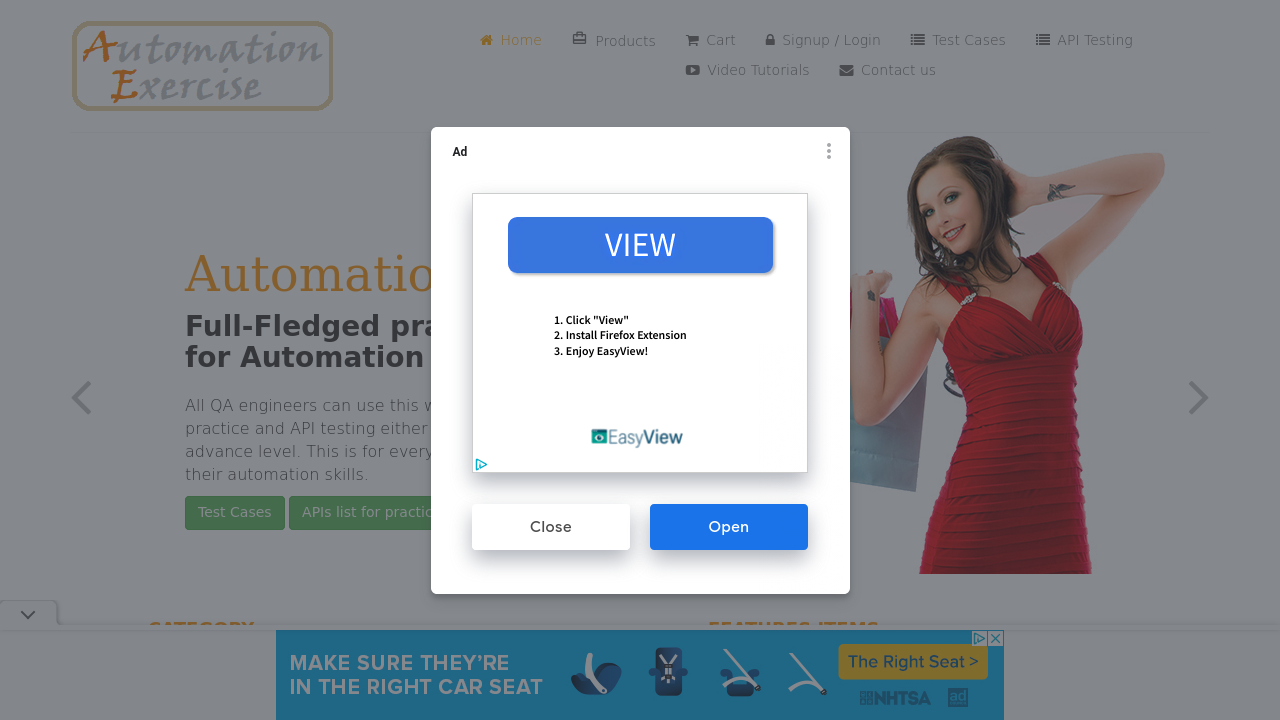 Automation
Exercise
Home
Products
Cart
Signup / Login
Test Cases
API Testing
Video Tutorials
Contact us
Ad
VIEW
1. Click "View"
2. Install Firefox Extension
3. Enjoy EasyView!
EasyView
Close
Open
Automatio
Full-Fledged pra
for Automation
All QA engineers can use this w
practice and API testing either
advance level. This is for every
their automation skills.
Test Cases
APIs list for practic
CATEGORY
FEATURES ITEMS
MAKE SURE THEY'RE
IN THE RIGHT CAR SEAT
The Right Seat >
NHTSA
ad